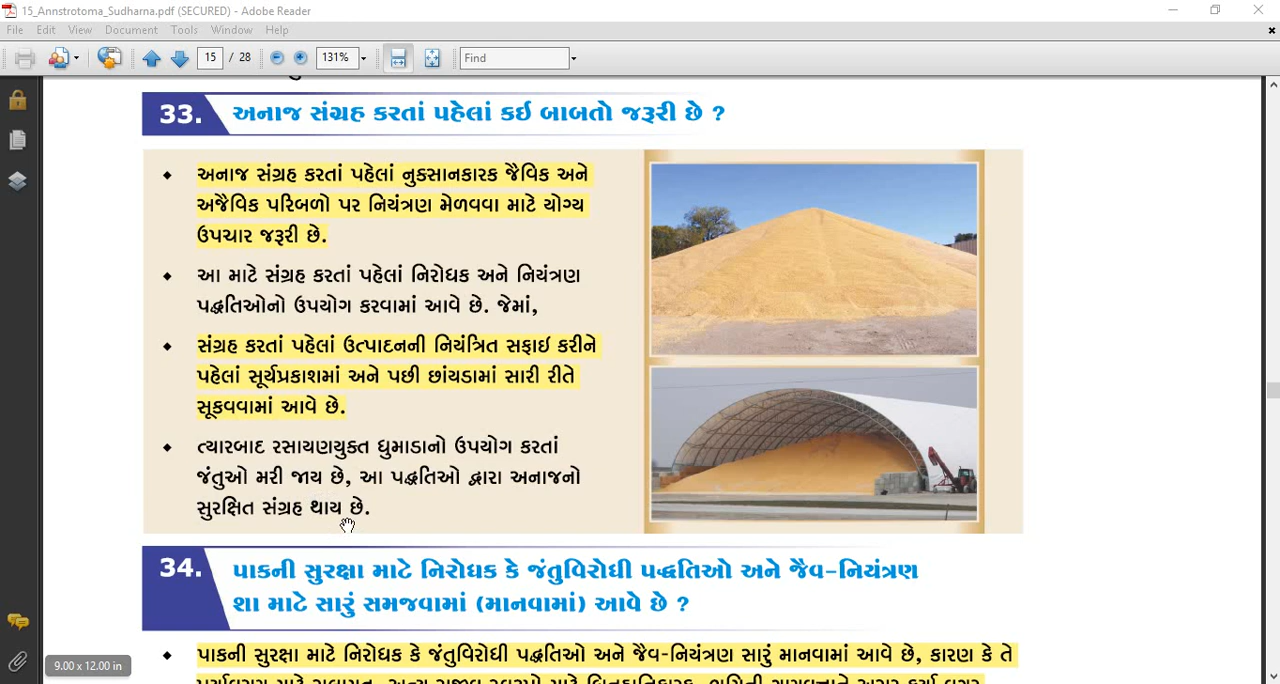 15_Annstrotoma_Sudharna.pdf (SECURED) - Adobe Reader
File Edit View Document Tools Window Help
15 / 28 131% Find
33. અનાજ સંગ્રહ કરતાં પહેલાં કઇ બાબતો જરૂરી છે ?
◆ અનાજ સંગ્રહ કરતાં પહેલાં નુક્સાનકારક જૈવિક અને
અજૈવિક પરિબળો પર નિયંત્રણ મેળવવા માટે યોગ્ય
ઉપચાર જરૂરી છે.
◆ આ માટે સંગ્રહ કરતાં પહેલાં નિરોધક અને નિયંત્રણ
પદ્ધતિઓનો ઉપયોગ કરવામાં આવે છે. જેમાં,
◆ સંગ્રહ કરતાં પહેલાં ઉત્પાદનની નિયંત્રિત સફાઇ કરીને
પહેલાં સૂર્યપ્રકાશમાં અને પછી છાંયડામાં સારી રીતે
સૂકવવામાં આવે છે.
◆ ત્યારબાદ રસાયણયુક્ત ધુમાડાનો ઉપયોગ કરતાં
જંતુઓ મરી જાય છે, આ પદ્ધતિઓ દ્વારા અનાજનો
સુરક્ષિત સંગ્રહ થાય છે.
34. પાકની સુરક્ષા માટે નિરોધક કે જંતુવિરોધી પદ્ધતિઓ અને જૈવ-નિયંત્રણ
શા માટે સારું સમજવામાં (માનવામાં) આવે છે ?
◆ પાકની સુરક્ષા માટે નિરોધક કે જંતુવિરોધી પદ્ધતિઓ અને જૈવ-નિયંત્રણ સારું માનવામાં આવે છે, કારણ કે તે
9.00 x 12.00 in